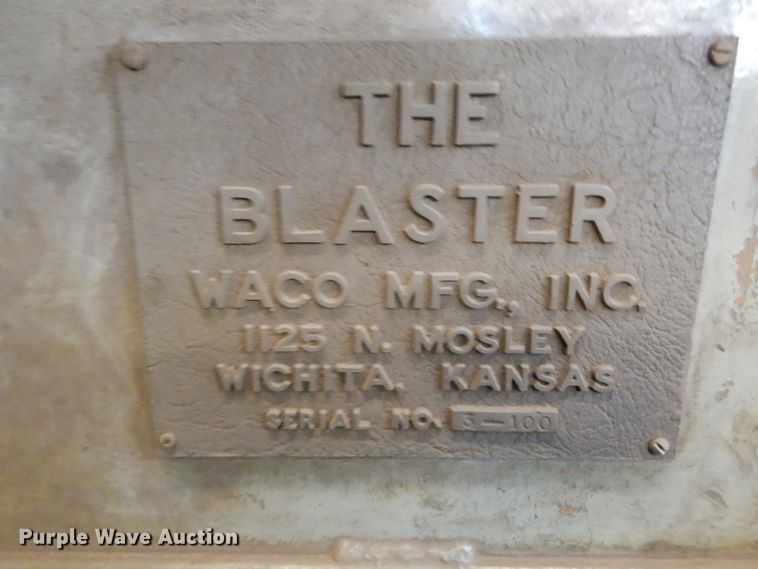 THE
BLASTER
WACO MFG., INC.
1125 N. MOSLEY
WICHITA, KANSAS
SERIAL NO. 3-100
Purple Wave Auction